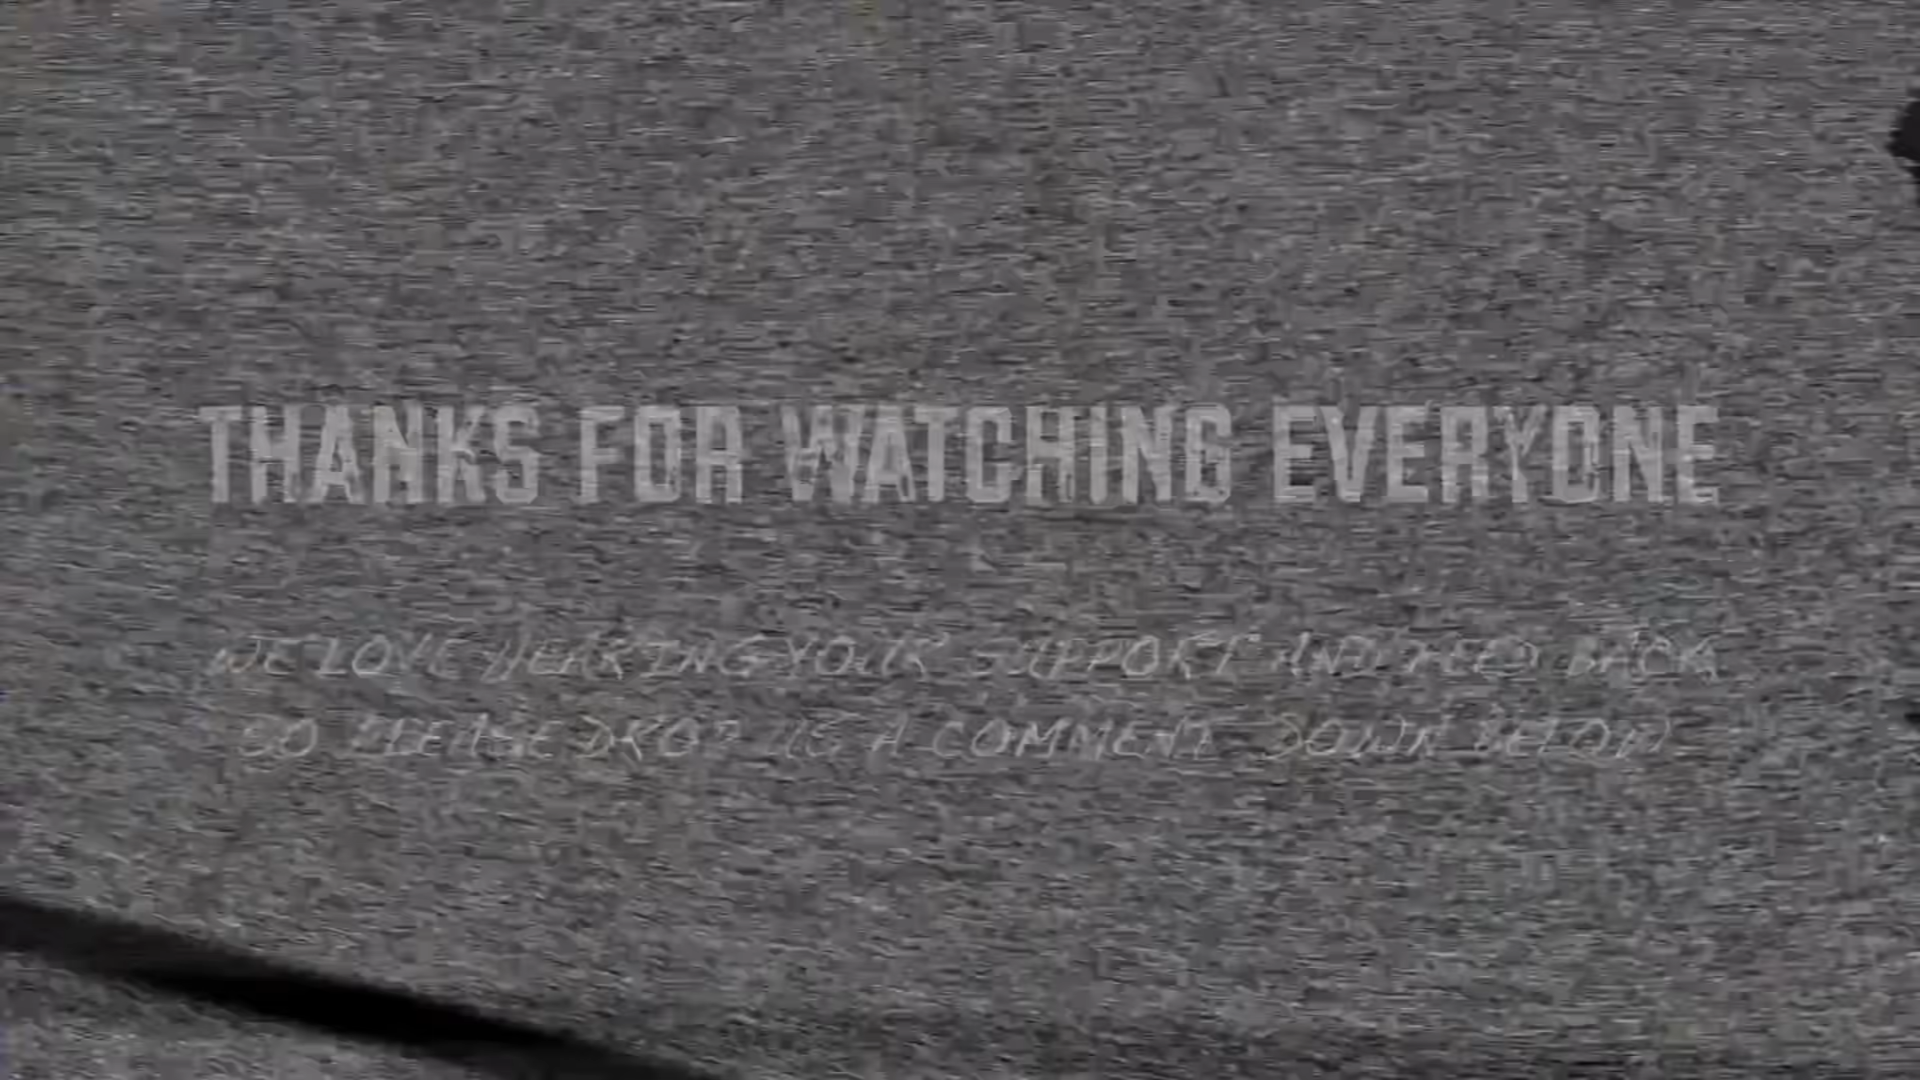 THANKS FOR WATCHING EVERYONE
WE LOVE HEARING YOUR SUPPORT AND FEED BACK
SO PLEASE DROP US A COMMENT DOWN BELOW